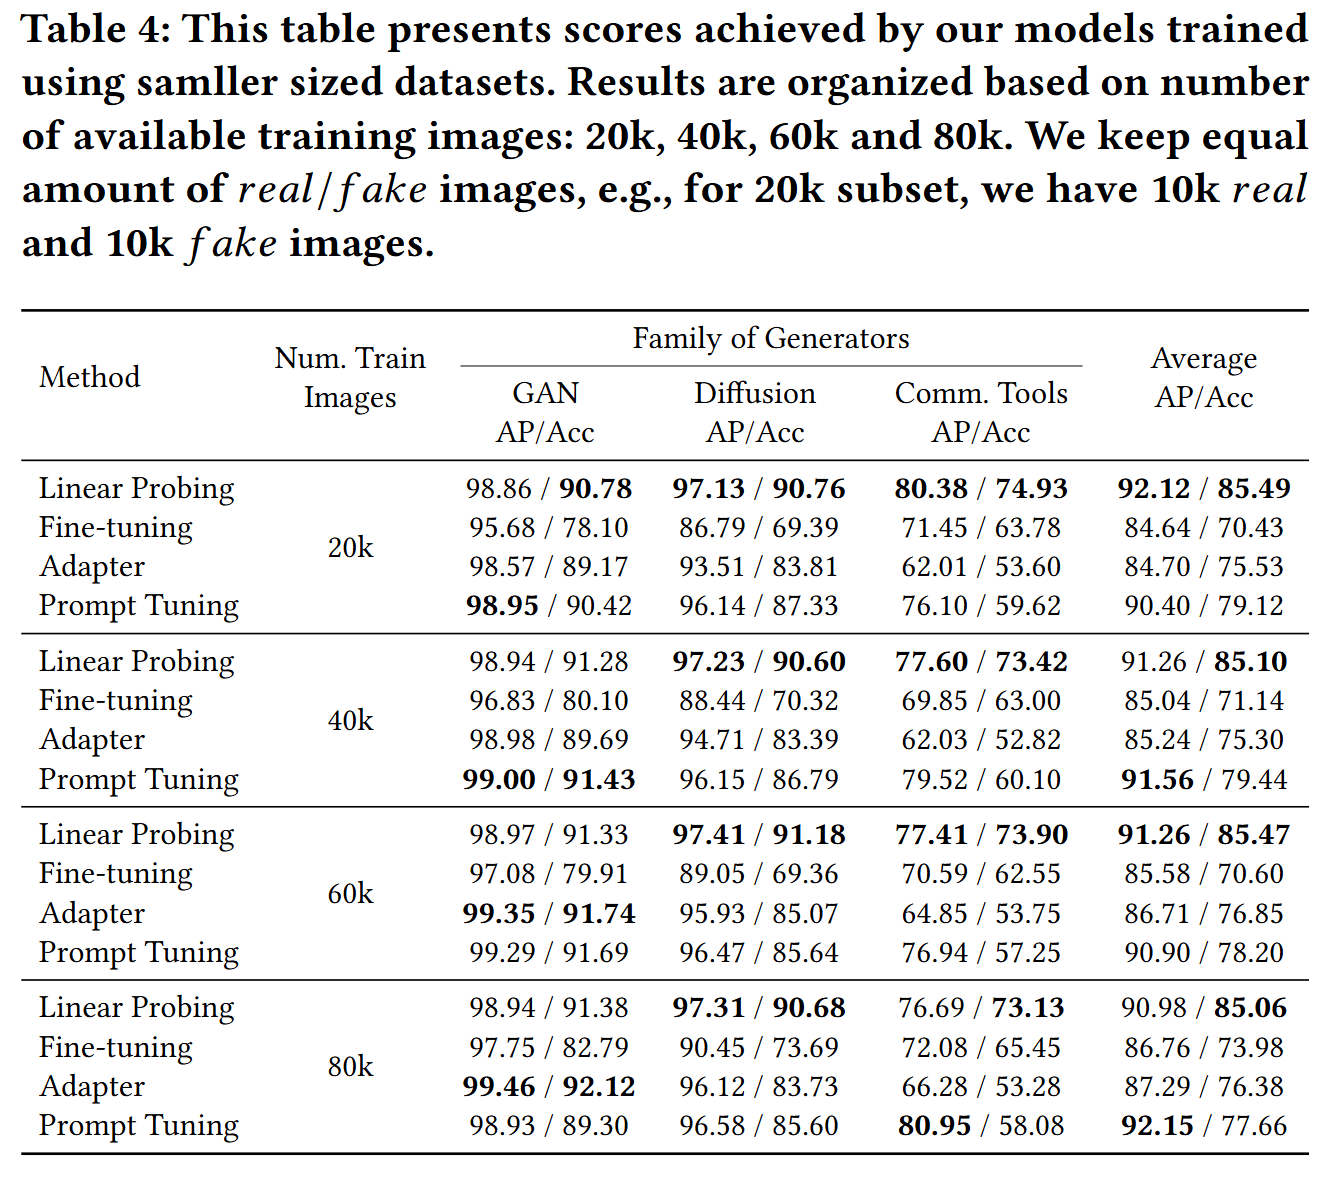 Table 4: This table presents scores achieved by our models trained
using samller sized datasets. Results are organized based on number
of available training images: 20k, 40k, 60k and 80k. We keep equal
amount of real/fake images, e.g., for 20k subset, we have 10k real
and 10k fake images.
Method Num. Train Images Family of Generators Average AP/Acc
GAN AP/Acc Diffusion AP/Acc Comm. Tools AP/Acc
Linear Probing 98.86 / 90.78 97.13 / 90.76 80.38 / 74.93 92.12 / 85.49
Fine-tuning 95.68 / 78.10 86.79 / 69.39 71.45 / 63.78 84.64 / 70.43
20k
Adapter 98.57 / 89.17 93.51 / 83.81 62.01 / 53.60 84.70 / 75.53
Prompt Tuning 98.95 / 90.42 96.14 / 87.33 76.10 / 59.62 90.40 / 79.12
Linear Probing 98.94 / 91.28 97.23 / 90.60 77.60 / 73.42 91.26 / 85.10
Fine-tuning 96.83 / 80.10 88.44 / 70.32 69.85 / 63.00 85.04 / 71.14
40k
Adapter 98.98 / 89.69 94.71 / 83.39 62.03 / 52.82 85.24 / 75.30
Prompt Tuning 99.00 / 91.43 96.15 / 86.79 79.52 / 60.10 91.56 / 79.44
Linear Probing 98.97 / 91.33 97.41 / 91.18 77.41 / 73.90 91.26 / 85.47
Fine-tuning 97.08 / 79.91 89.05 / 69.36 70.59 / 62.55 85.58 / 70.60
60k
Adapter 99.35 / 91.74 95.93 / 85.07 64.85 / 53.75 86.71 / 76.85
Prompt Tuning 99.29 / 91.69 96.47 / 85.64 76.94 / 57.25 90.90 / 78.20
Linear Probing 98.94 / 91.38 97.31 / 90.68 76.69 / 73.13 90.98 / 85.06
Fine-tuning 97.75 / 82.79 90.45 / 73.69 72.08 / 65.45 86.76 / 73.98
80k
Adapter 99.46 / 92.12 96.12 / 83.73 66.28 / 53.28 87.29 / 76.38
Prompt Tuning 98.93 / 89.30 96.58 / 85.60 80.95 / 58.08 92.15 / 77.66